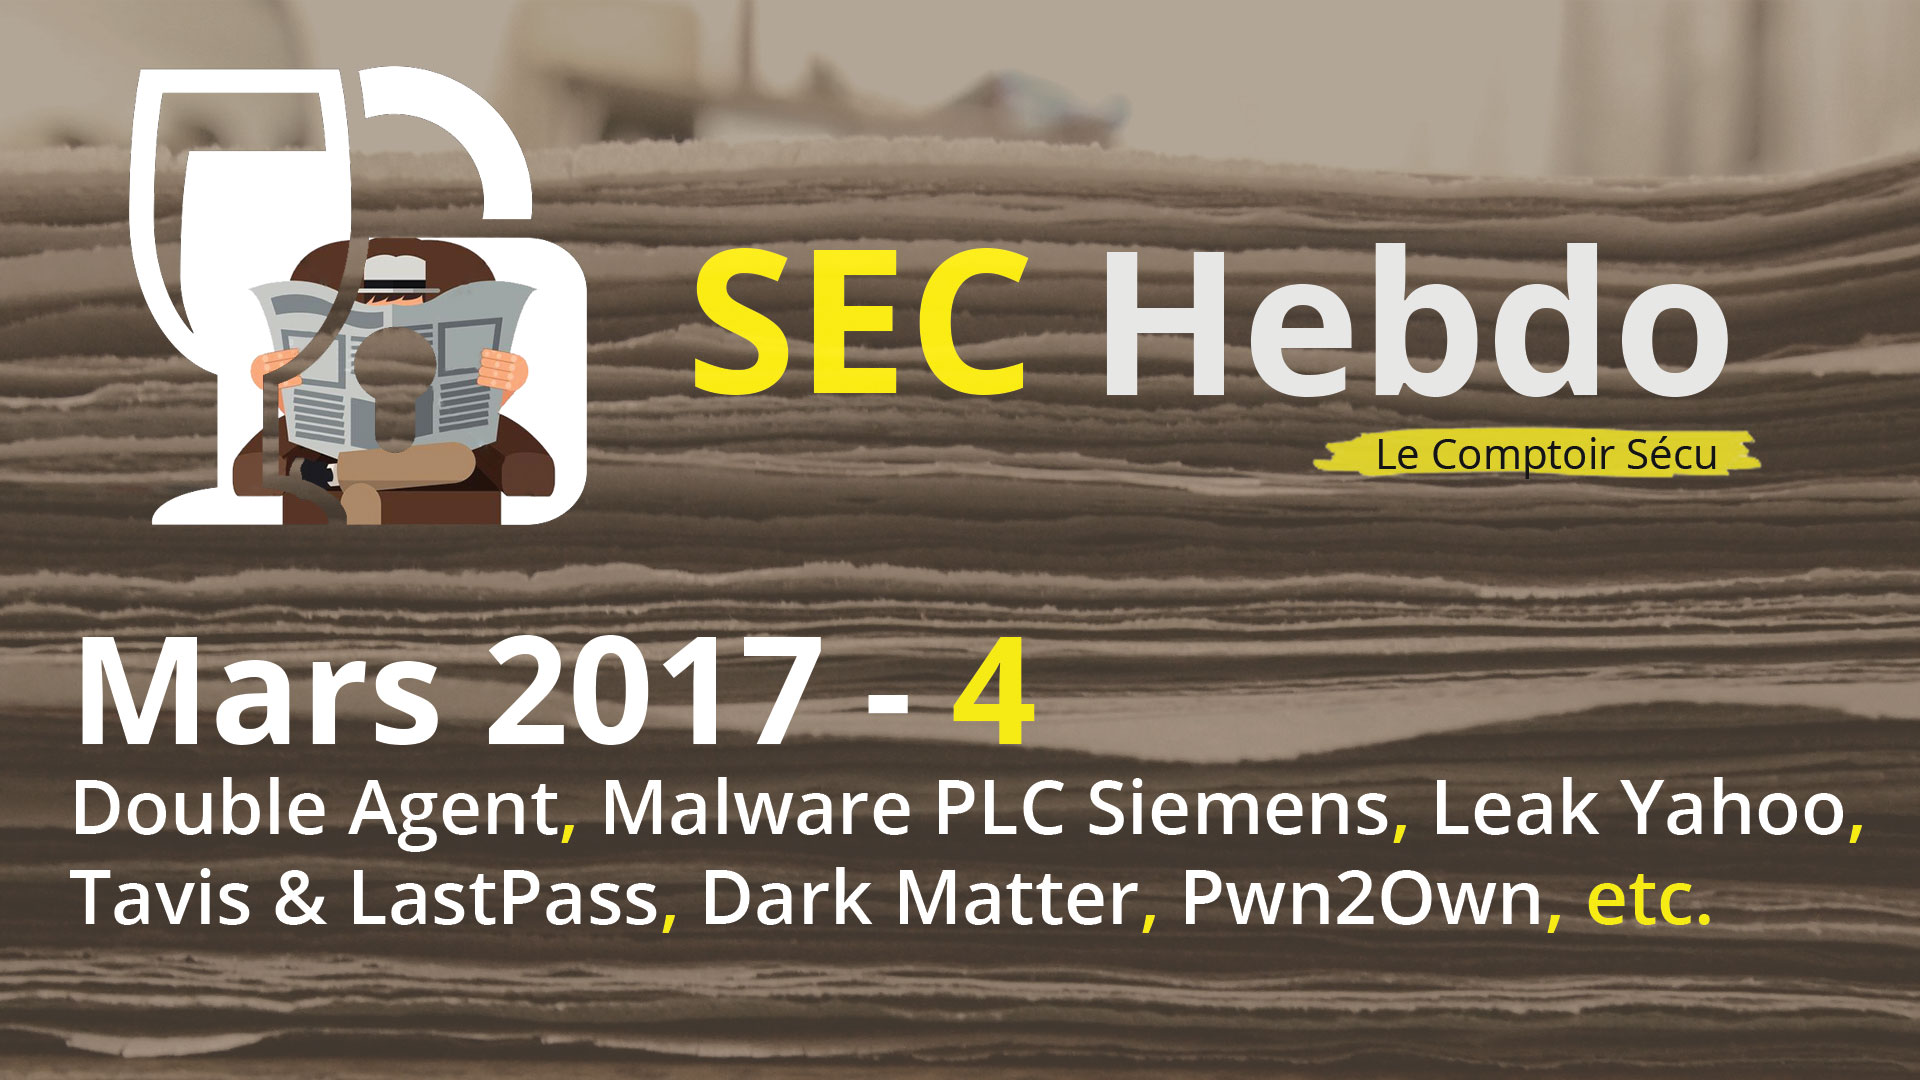 SEC Hebdo
Le Comptoir Sécu
Mars 2017 - 4
Double Agent, Malware PLC Siemens, Leak Yahoo,
Tavis & LastPass, Dark Matter, Pwn2Own, etc.